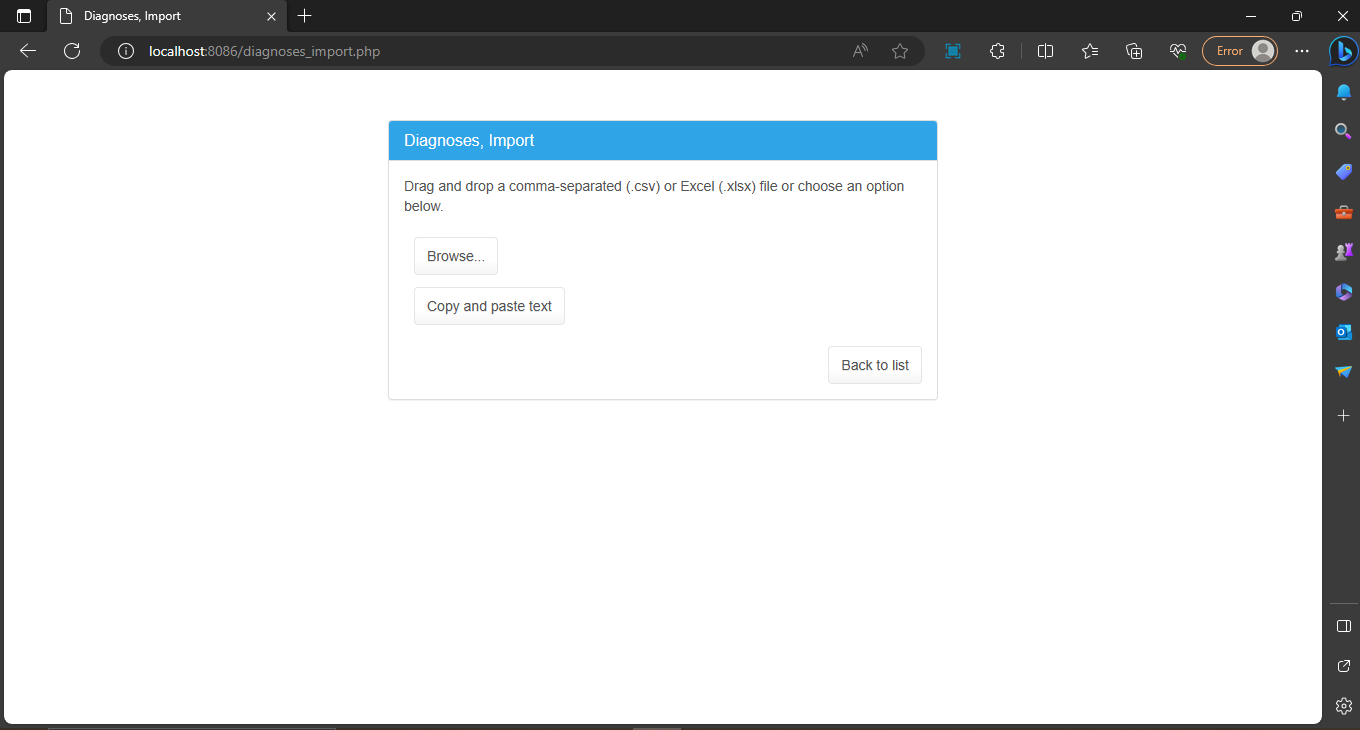 Diagnoses, Import
localhost:8086/diagnoses_import.php
Error
Diagnoses, Import
Drag and drop a comma-separated (.csv) or Excel (.xlsx) file or choose an option
below.
Browse...
Copy and paste text
Back to list